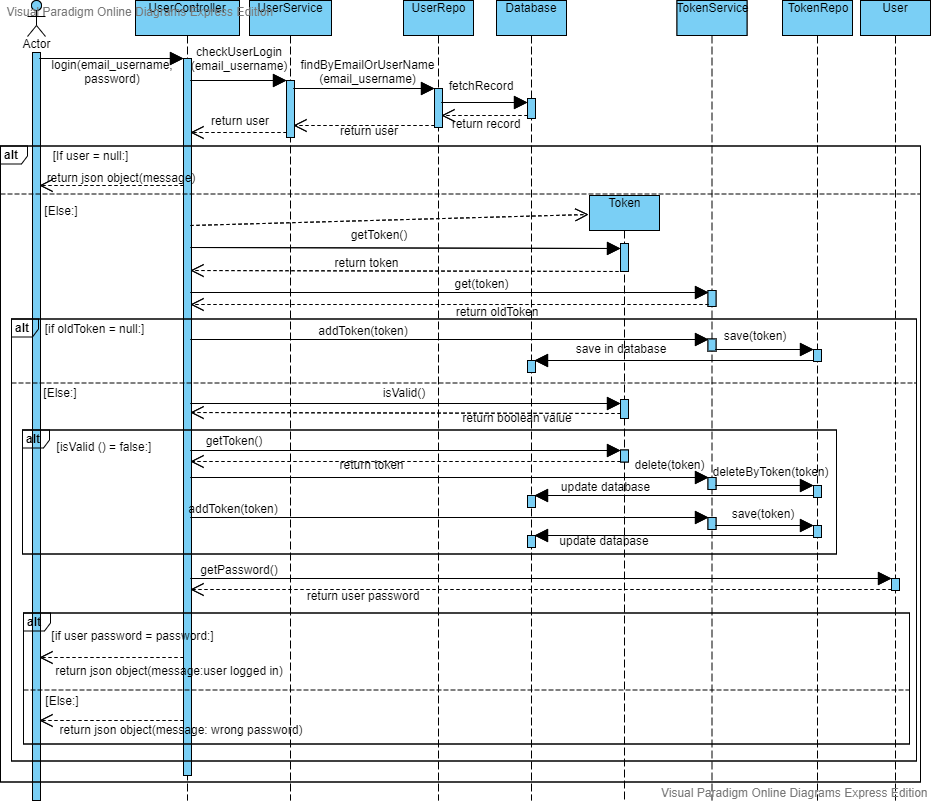 Visual Paradigm Online Diagrams Express Edition
UserController
UserService
UserRepo
Database
TokenService
TokenRepo
User
Actor
login(email_username,
password)
checkUserLogin
(email_username)
findByEmailOrUserName
(email_username)
fetchRecord
return record
return user
return user
alt
[If user = null:]
return json object(message)
[Else:]
Token
getToken()
return token
get(token)
return oldToken
alt
[if oldToken = null:]
addToken(token)
save(token)
save in database
[Else:]
isValid()
return boolean value
alt
[isValid () = false:]
getToken()
return token
delete(token)
deleteByToken(token)
update database
addToken(token)
save(token)
update database
getPassword()
return user password
alt
[if user password = password:]
return json object(message:user logged in)
[Else:]
return json object(message: wrong password)
Visual Paradigm Online Diagrams Express Edition